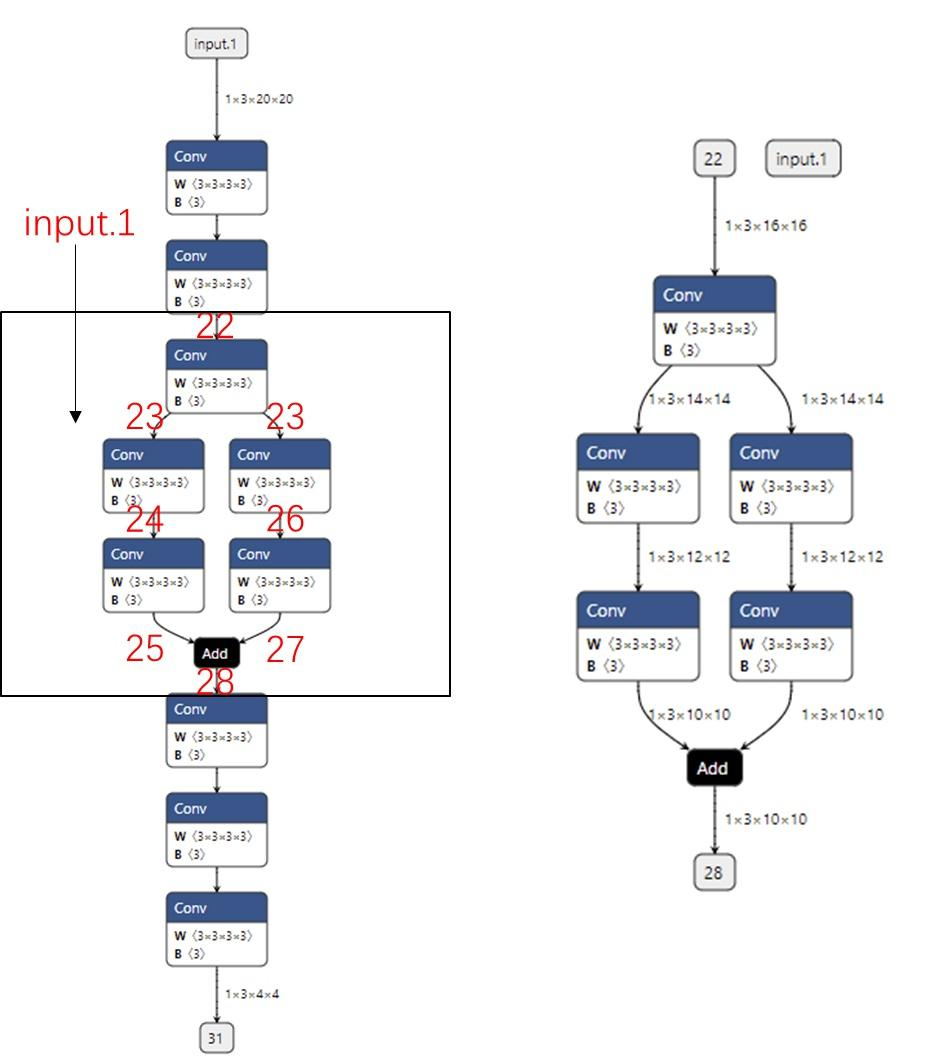 input.1
1×3×20×20
Conv
W 〈3×3×3×3〉
B 〈3〉
input.1
Conv
W 〈3×3×3×3〉
B 〈3〉
22
Conv
W 〈3×3×3×3〉
B 〈3〉
23
23
Conv
W 〈3×3×3×3〉
B 〈3〉
Conv
W 〈3×3×3×3〉
B 〈3〉
24
26
Conv
W 〈3×3×3×3〉
B 〈3〉
Conv
W 〈3×3×3×3〉
B 〈3〉
25
Add
27
28
Conv
W 〈3×3×3×3〉
B 〈3〉
Conv
W 〈3×3×3×3〉
B 〈3〉
Conv
W 〈3×3×3×3〉
B 〈3〉
1×3×4×4
31
22
input.1
1×3×16×16
Conv
W 〈3×3×3×3〉
B 〈3〉
1×3×14×14
1×3×14×14
Conv
W 〈3×3×3×3〉
B 〈3〉
Conv
W 〈3×3×3×3〉
B 〈3〉
1×3×12×12
1×3×12×12
Conv
W 〈3×3×3×3〉
B 〈3〉
Conv
W 〈3×3×3×3〉
B 〈3〉
1×3×10×10
1×3×10×10
Add
1×3×10×10
28